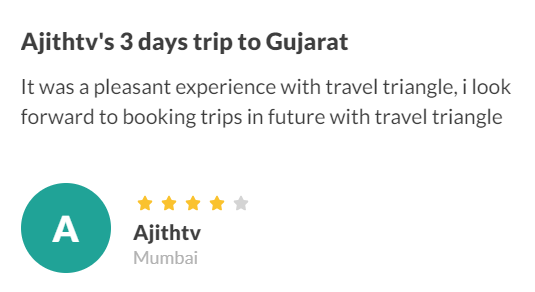 Ajithtv's 3 days trip to Gujarat
It was a pleasant experience with travel triangle, i look
forward to booking trips in future with travel triangle
A
Ajithtv
Mumbai